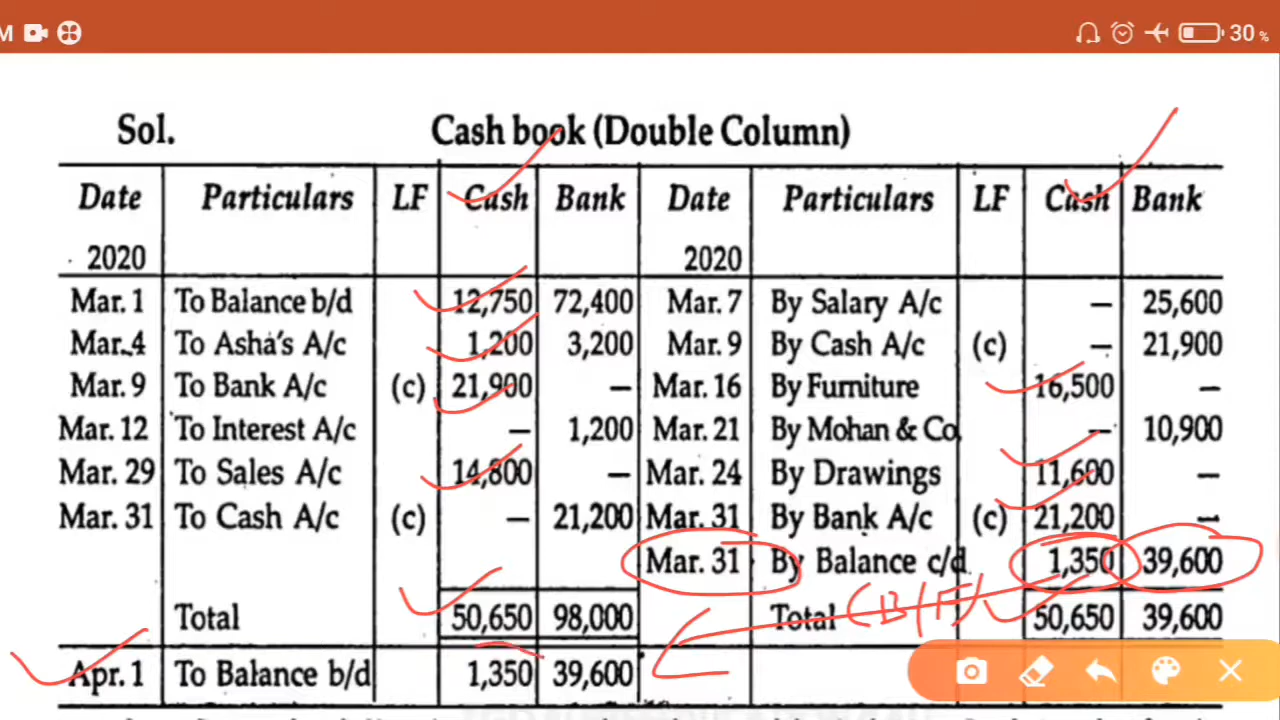 M 30 %
Sol. Cash book (Double Column)
Date Particulars LF Cash Bank Date Particulars LF Cash Bank
2020 2020
Mar. 1 To Balance b/d 12,750 72,400 Mar. 7 By Salary A/c – 25,600
Mar. 4 To Asha's A/c 1,200 3,200 Mar. 9 By Cash A/c (c) – 21,900
Mar. 9 To Bank A/c (c) 21,900 – Mar. 16 By Furniture 16,500 –
Mar. 12 To Interest A/c – 1,200 Mar. 21 By Mohan & Co. – 10,900
Mar. 29 To Sales A/c 14,800 – Mar. 24 By Drawings 11,600 –
Mar. 31 To Cash A/c (c) – 21,200 Mar. 31 By Bank A/c (c) 21,200 –
Mar. 31 By Balance c/d 1,350 39,600
Total 50,650 98,000 Total (B/F) 50,650 39,600
Apr. 1 To Balance b/d 1,350 39,600